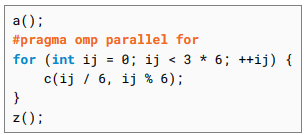 a();
#pragma omp parallel for
for (int ij = 0; ij < 3 * 6; ++ij) {
    c(ij / 6, ij % 6);
}
z();